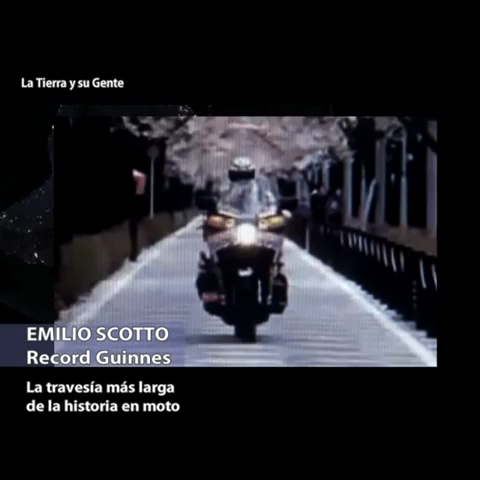 La Tierra y su Gente
EMILIO SCOTTO
Record Guinnes
La travesía más larga
de la historia en moto